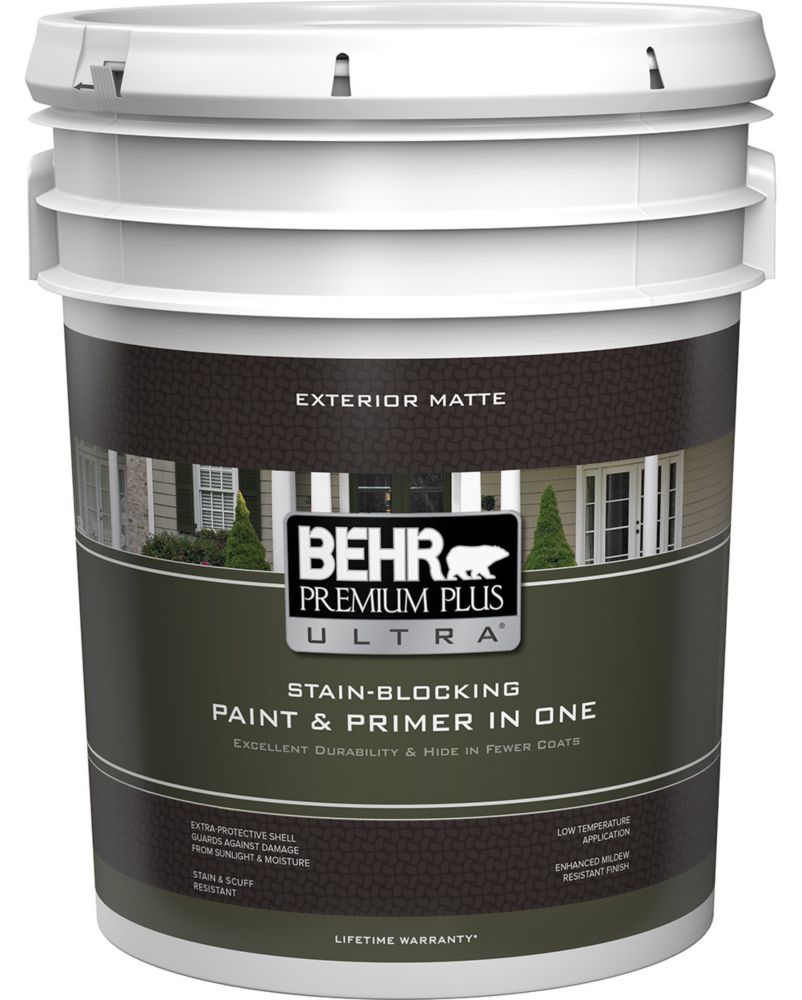 EXTERIOR MATTE
BEHR
PREMIUM PLUS
ULTRA®
STAIN-BLOCKING
PAINT & PRIMER IN ONE
EXCELLENT DURABILITY & HIDE IN FEWER COATS
EXTRA-PROTECTIVE SHELL
GUARDS AGAINST DAMAGE
FROM SUNLIGHT & MOISTURE
STAIN & SCUFF
RESISTANT
LOW TEMPERATURE
APPLICATION
ENHANCED MILDEW
RESISTANT FINISH
LIFETIME WARRANTY*